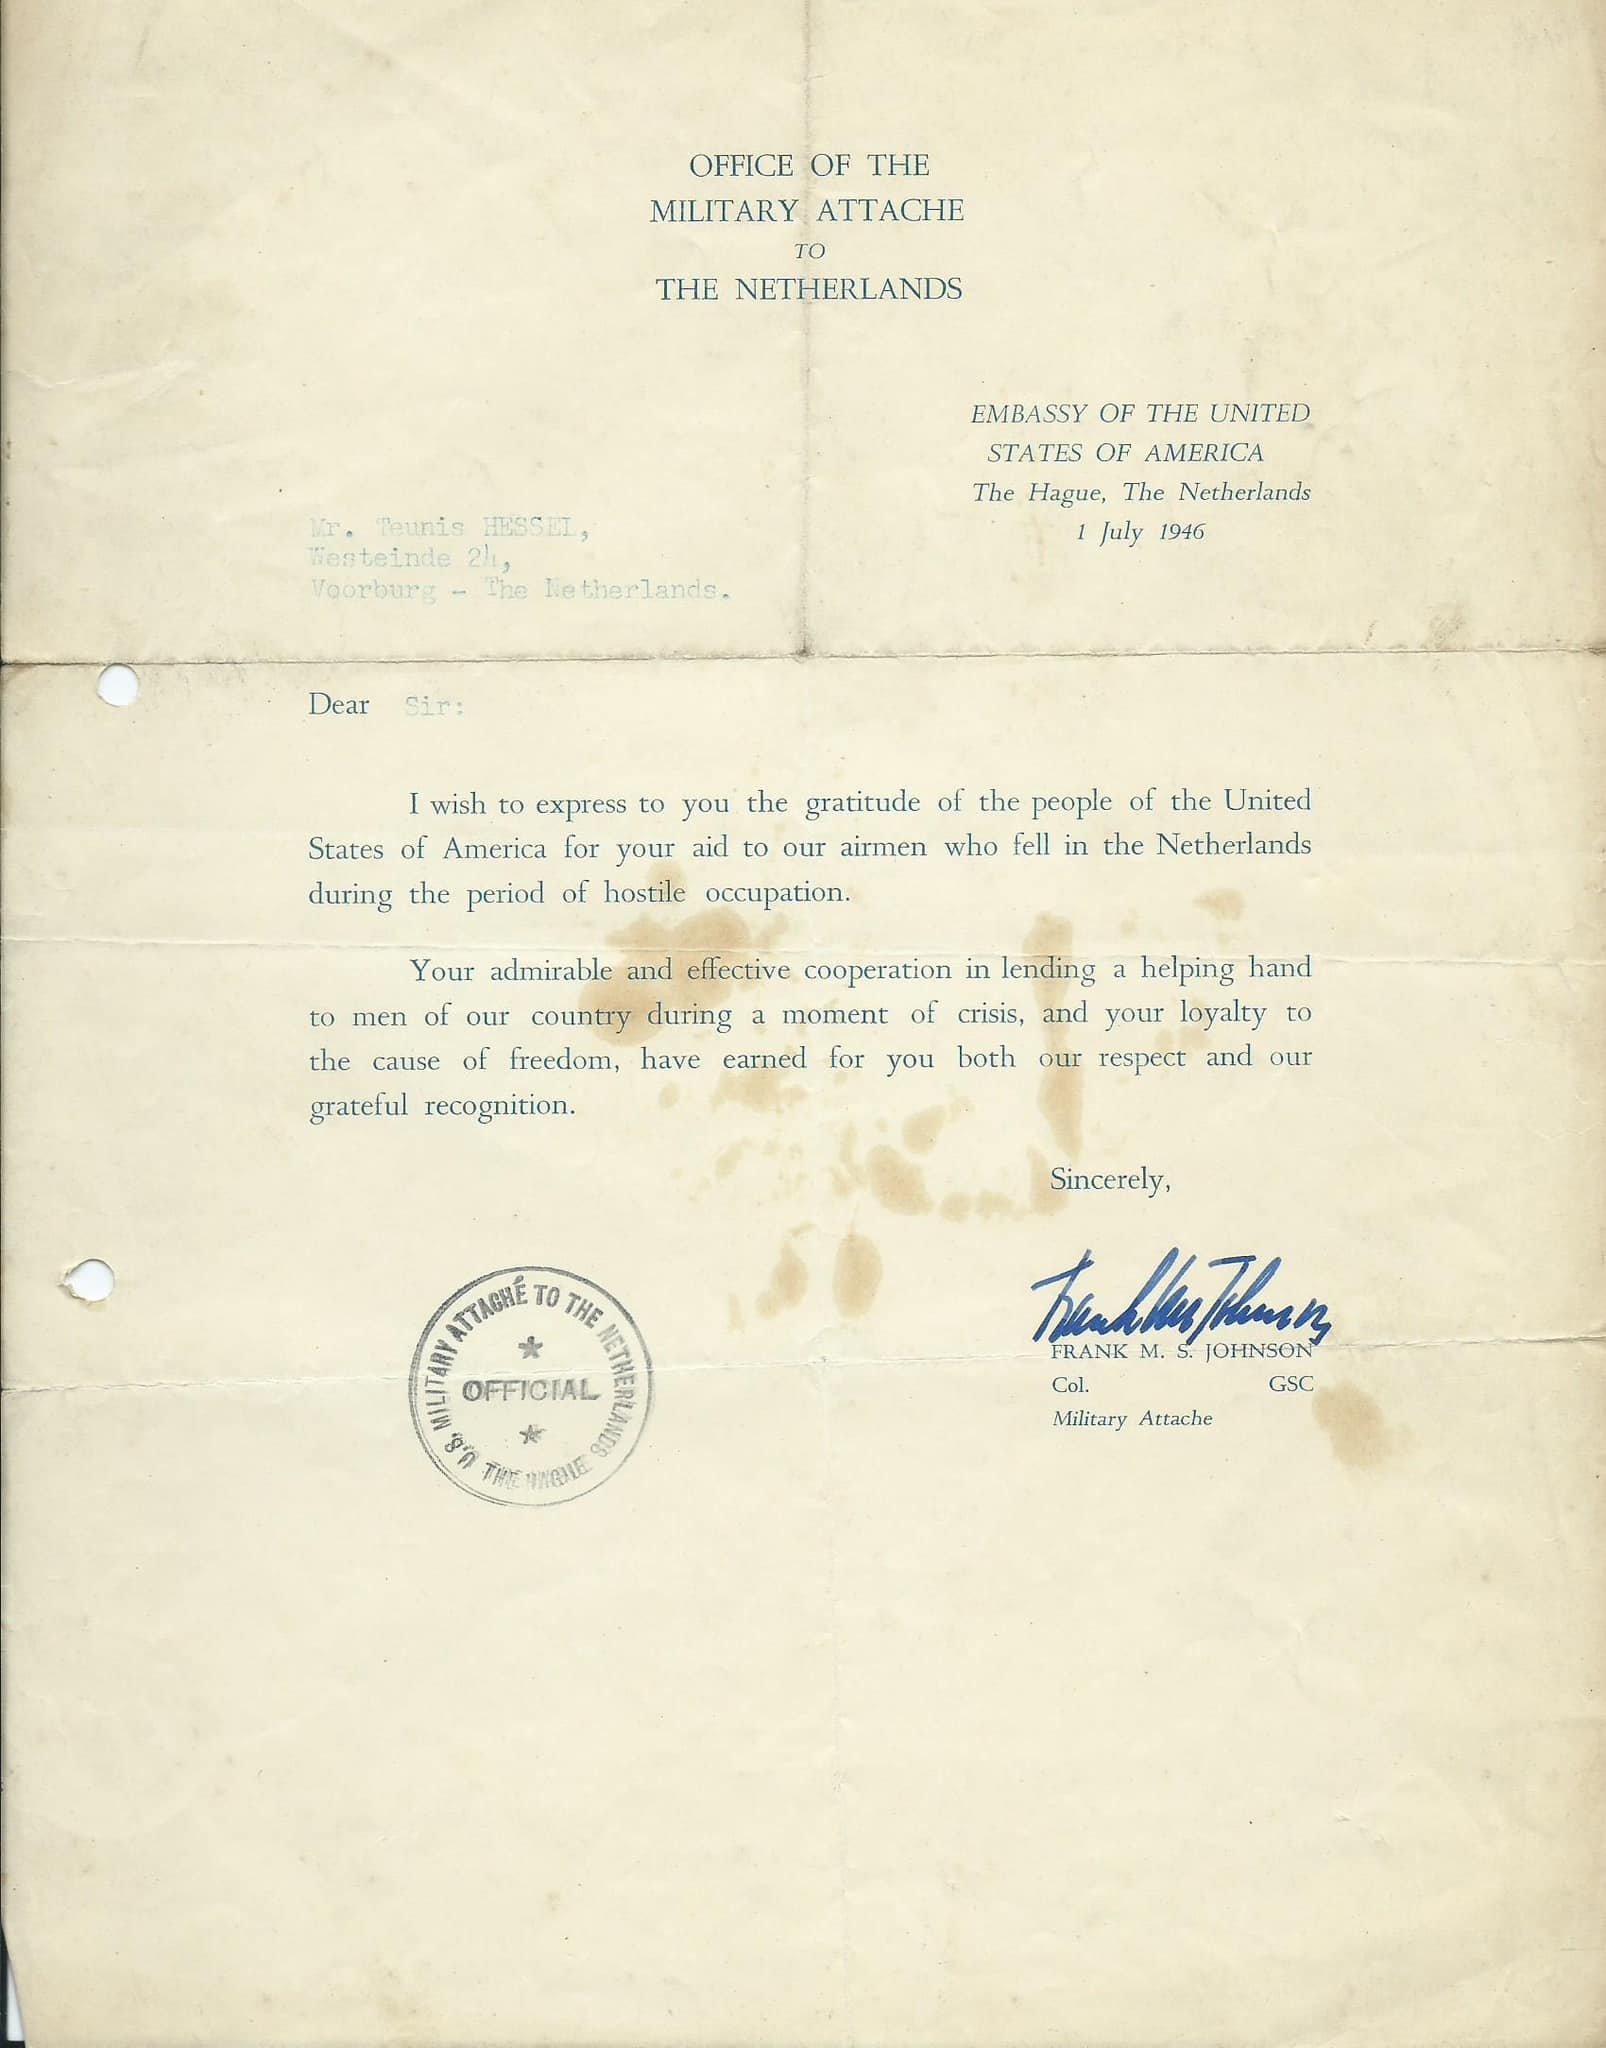 OFFICE OF THE
MILITARY ATTACHE
TO
THE NETHERLANDS
EMBASSY OF THE UNITED
STATES OF AMERICA
The Hague, The Netherlands
1 July 1946
Mr. Teunis HESSEL,
Westeinde 24,
Voorburg - The Netherlands.
Dear Sir:
I wish to express to you the gratitude of the people of the United
States of America for your aid to our airmen who fell in the Netherlands
during the period of hostile occupation.
Your admirable and effective cooperation in lending a helping hand
to men of our country during a moment of crisis, and your loyalty to
the cause of freedom, have earned for you both our respect and our
grateful recognition.
Sincerely,
Frank M S Johnson
FRANK M. S. JOHNSON
Col. GSC
Military Attache
U.S. MILITARY ATTACHÉ TO THE NETHERLANDS
OFFICIAL
THE HAGUE